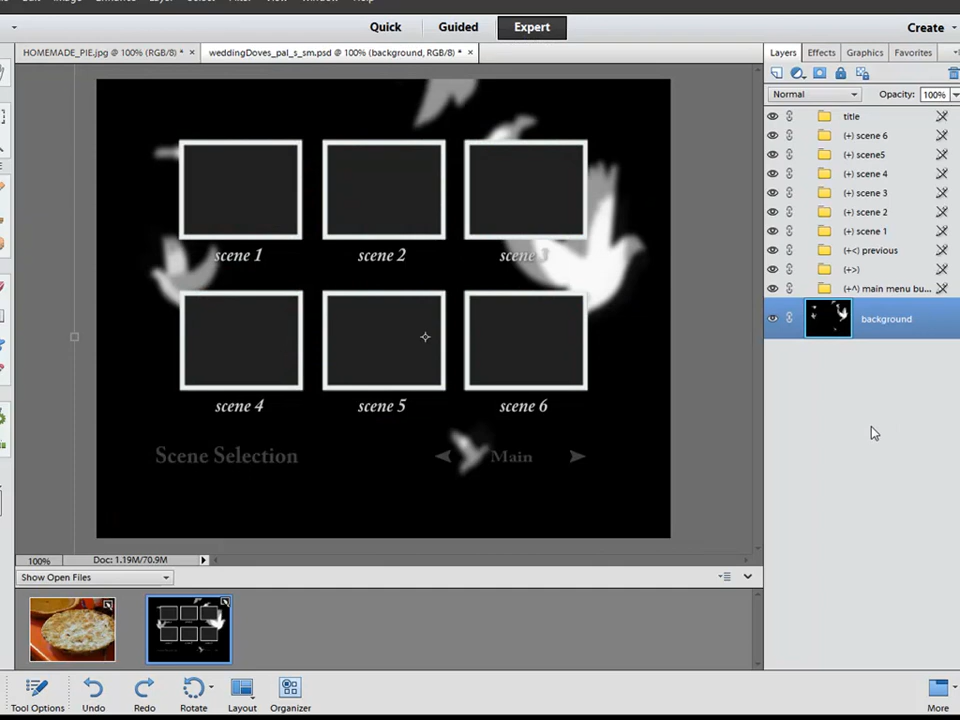 Quick Guided Expert Create
HOMEMADE_PIE.jpg @ 100% (RGB/8) * × weddingDoves_pal_s_sm.psd @ 100% (background, RGB/8) * ×
Layers Effects Graphics Favorites
Normal Opacity: 100%
title
(+) scene 6
(+) scene5
(+) scene 4
(+) scene 3
(+) scene 2
(+) scene 1
(+<) previous
(+>)
(+^) main menu bu...
background
scene 1 scene 2 scene 3
scene 4 scene 5 scene 6
Scene Selection Main
100% Doc: 1.19M/70.9M
Show Open Files
Tool Options Undo Redo Rotate Layout Organizer More